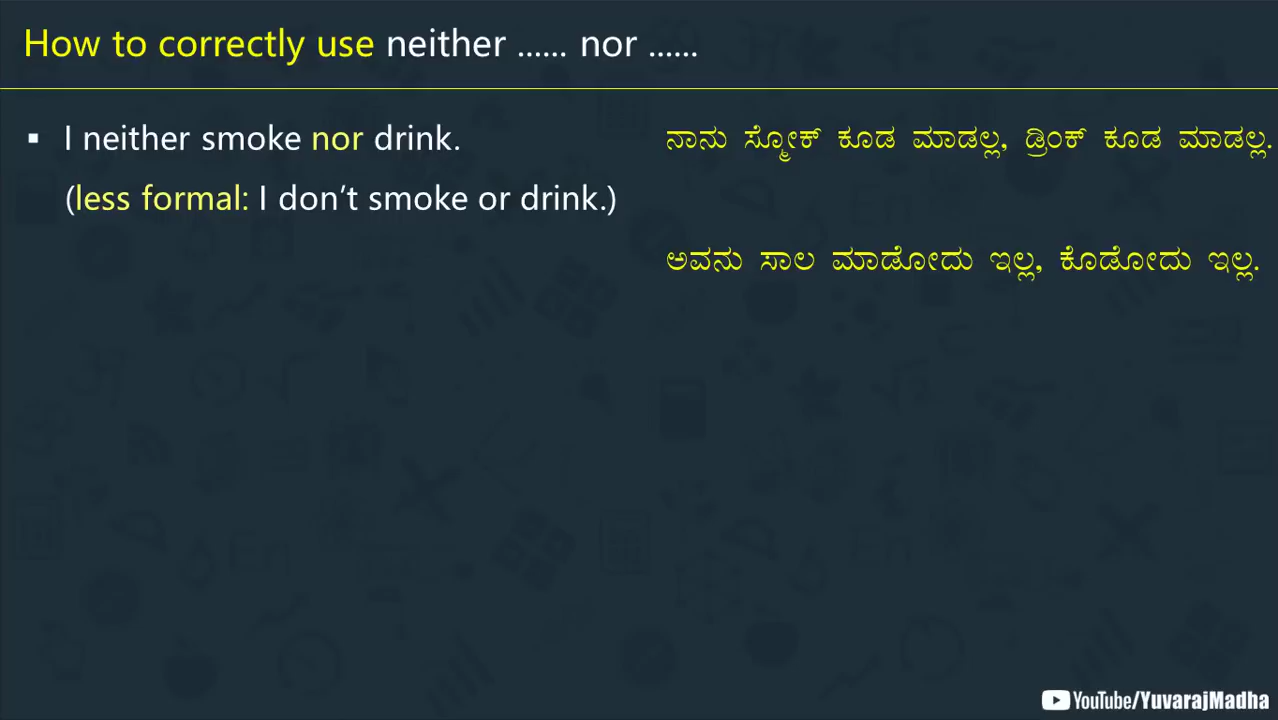 How to correctly use neither ...... nor ......
▪ I neither smoke nor drink. ನಾನು ಸ್ಮೋಕ್ ಕೂಡ ಮಾಡಲ್ಲ, ಡ್ರಿಂಕ್ ಕೂಡ ಮಾಡಲ್ಲ.
(less formal: I don’t smoke or drink.)
ಅವನು ಸಾಲ ಮಾಡೋದು ಇಲ್ಲ, ಕೊಡೋದು ಇಲ್ಲ.
YouTube/YuvarajMadha